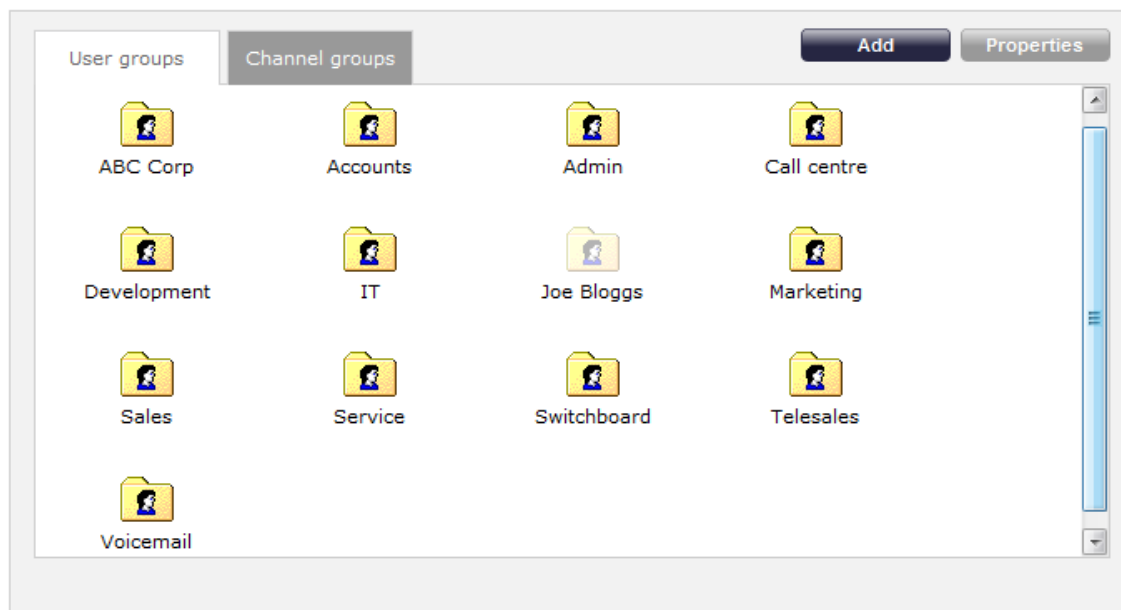 User groups Channel groups Add Properties
ABC Corp Accounts Admin Call centre
Development IT Joe Bloggs Marketing
Sales Service Switchboard Telesales
Voicemail